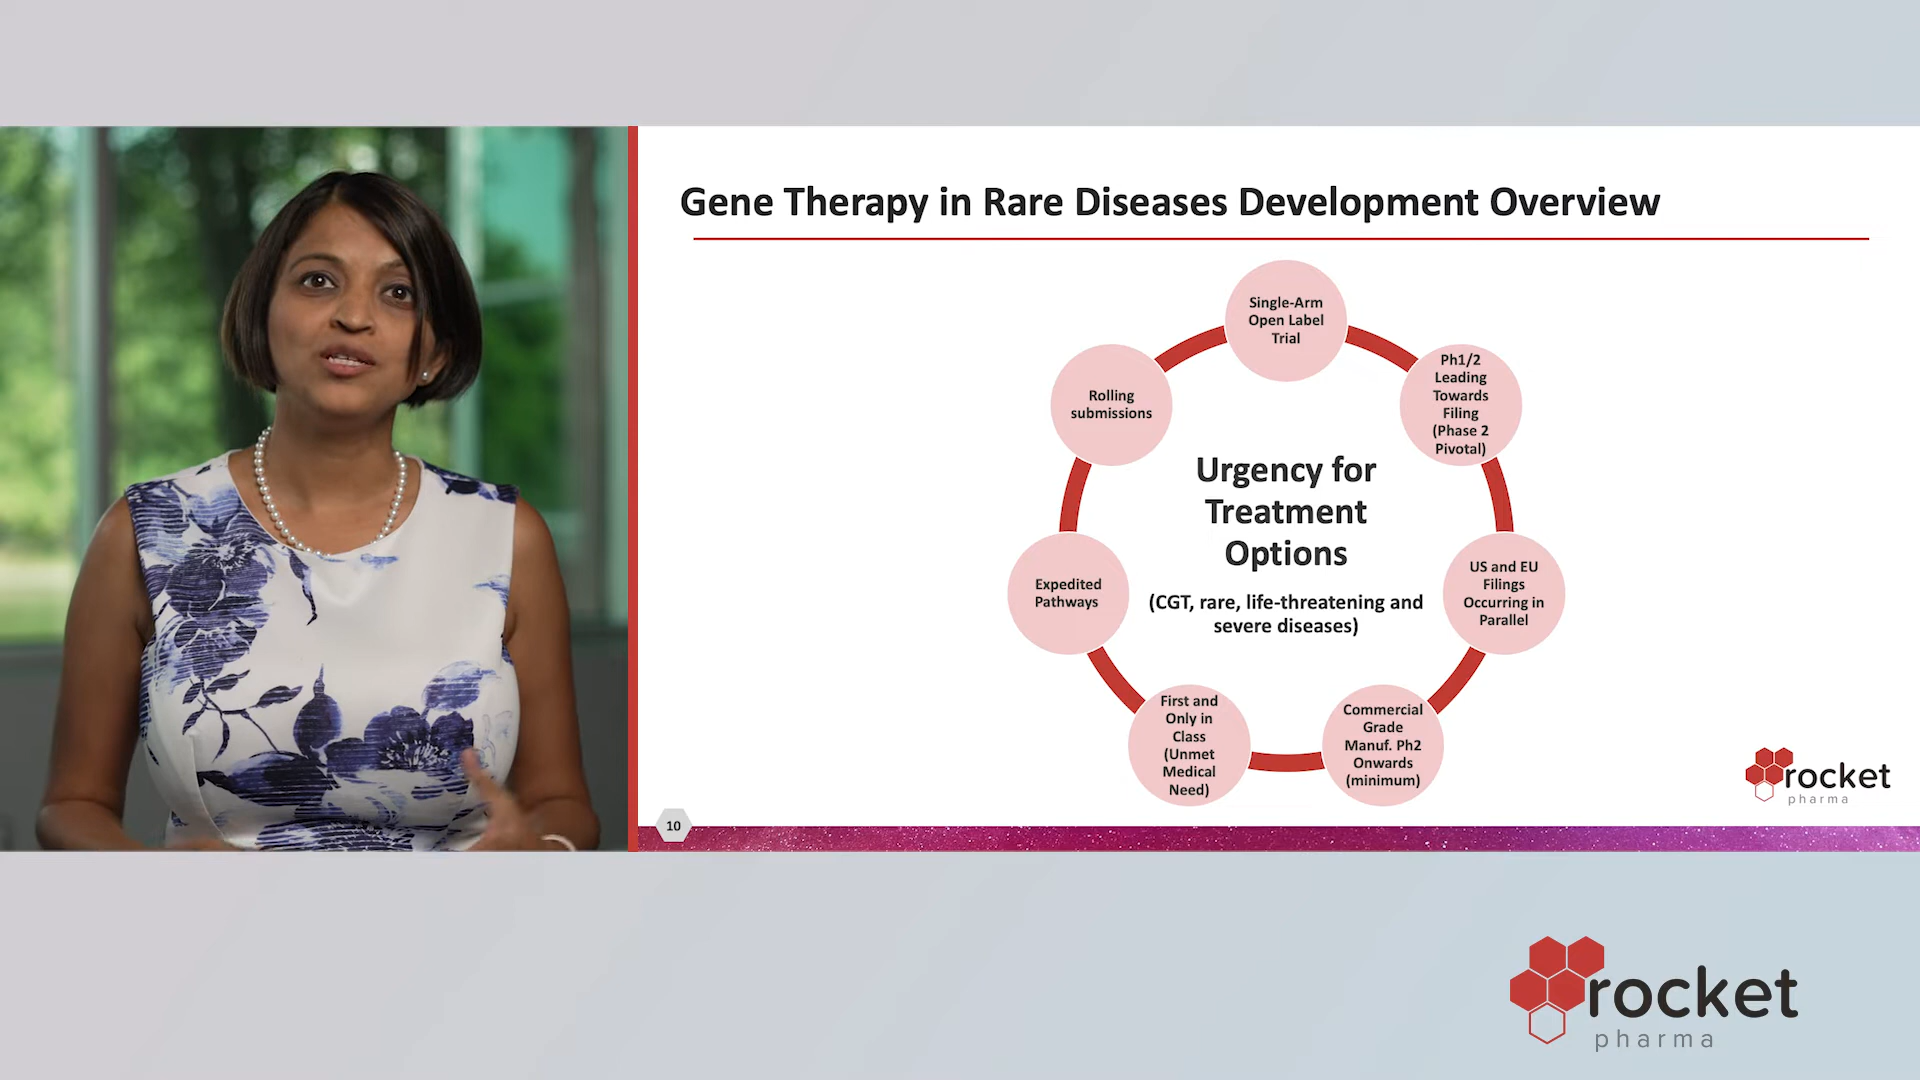 Gene Therapy in Rare Diseases Development Overview
Single-Arm
Open Label
Trial
Ph1/2
Leading
Towards
Filing
(Phase 2
Pivotal)
US and EU
Filings
Occurring in
Parallel
Commercial
Grade
Manuf. Ph2
Onwards
(minimum)
First and
Only in
Class
(Unmet
Medical
Need)
Expedited
Pathways
Rolling
submissions
Urgency for
Treatment
Options
(CGT, rare, life-threatening and
severe diseases)
rocket
pharma
10
rocket
pharma